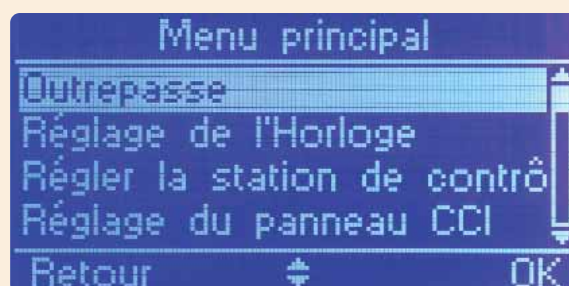 Menu principal
Outrepasse
Réglage de l'Horloge
Régler la station de contrô
Réglage du panneau CCI
Retour OK